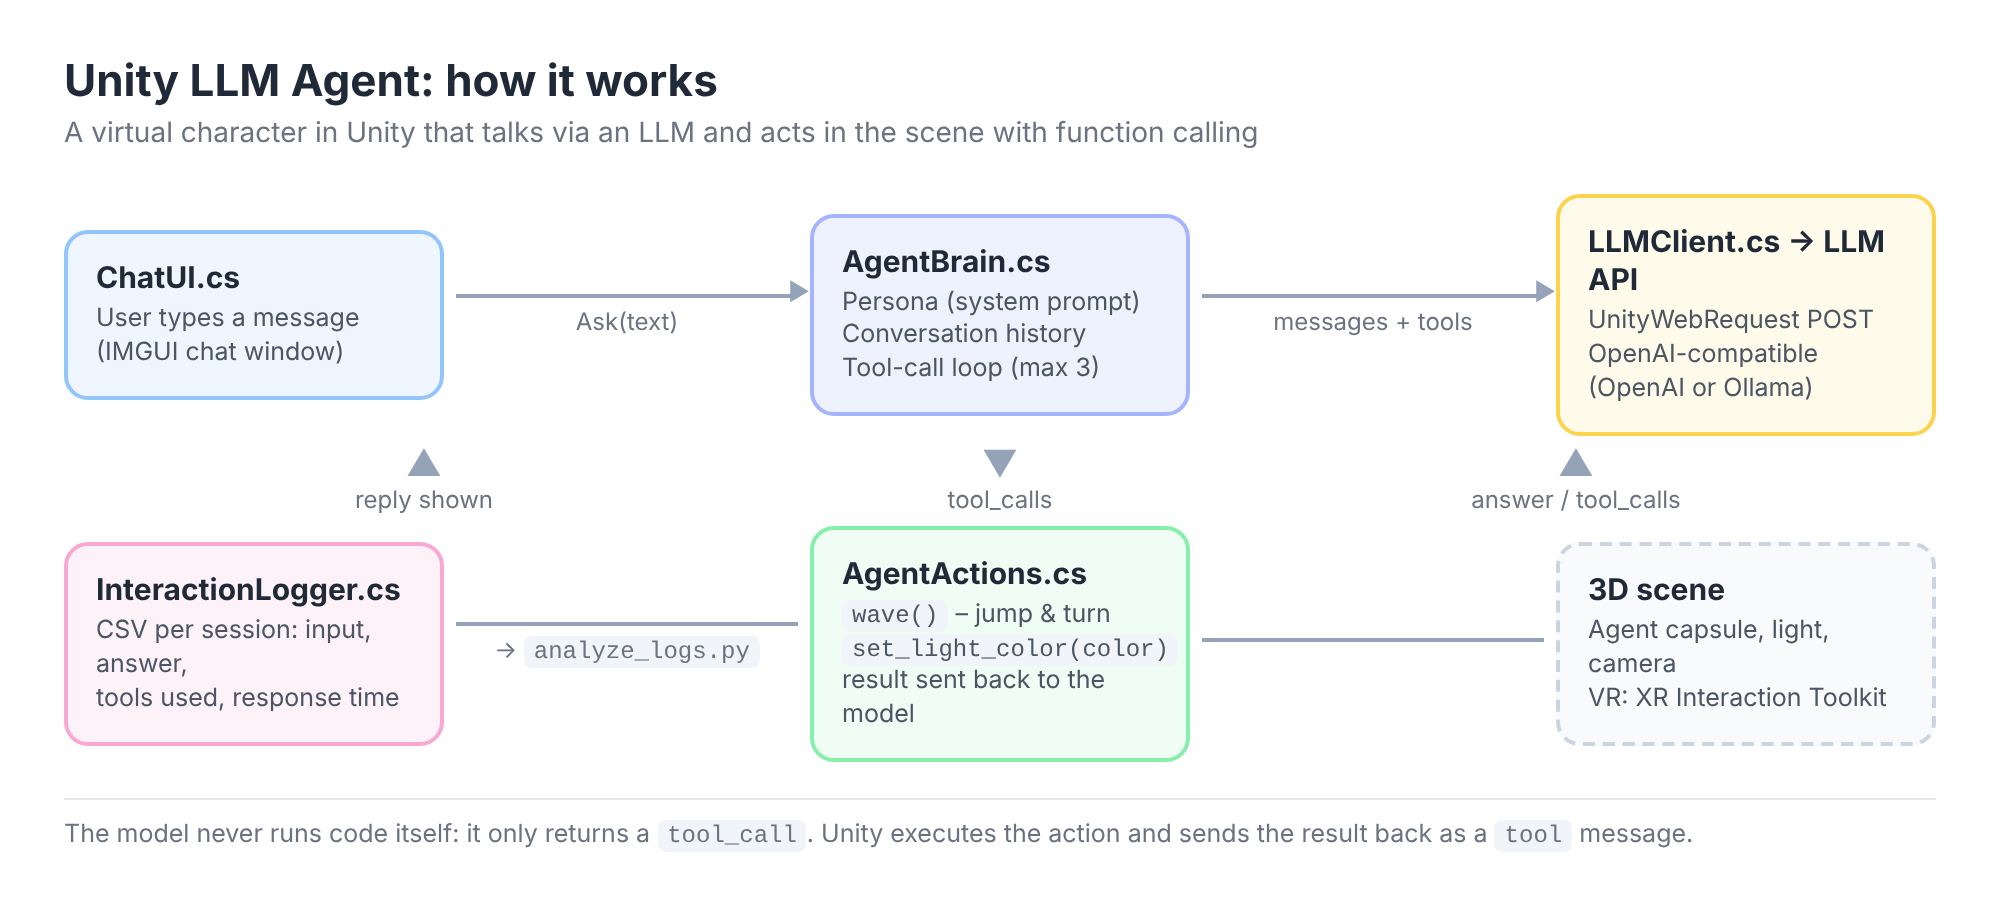 Unity LLM Agent: how it works
A virtual character in Unity that talks via an LLM and acts in the scene with function calling
ChatUI.cs
User types a message
(IMGUI chat window)
Ask(text)
AgentBrain.cs
Persona (system prompt)
Conversation history
Tool-call loop (max 3)
messages + tools
LLMClient.cs → LLM
API
UnityWebRequest POST
OpenAI-compatible
(OpenAI or Ollama)
reply shown
tool_calls
answer / tool_calls
InteractionLogger.cs
CSV per session: input,
answer,
tools used, response time
→ analyze_logs.py
AgentActions.cs
wave() – jump & turn
set_light_color(color)
result sent back to the
model
3D scene
Agent capsule, light,
camera
VR: XR Interaction Toolkit
The model never runs code itself: it only returns a tool_call. Unity executes the action and sends the result back as a tool message.